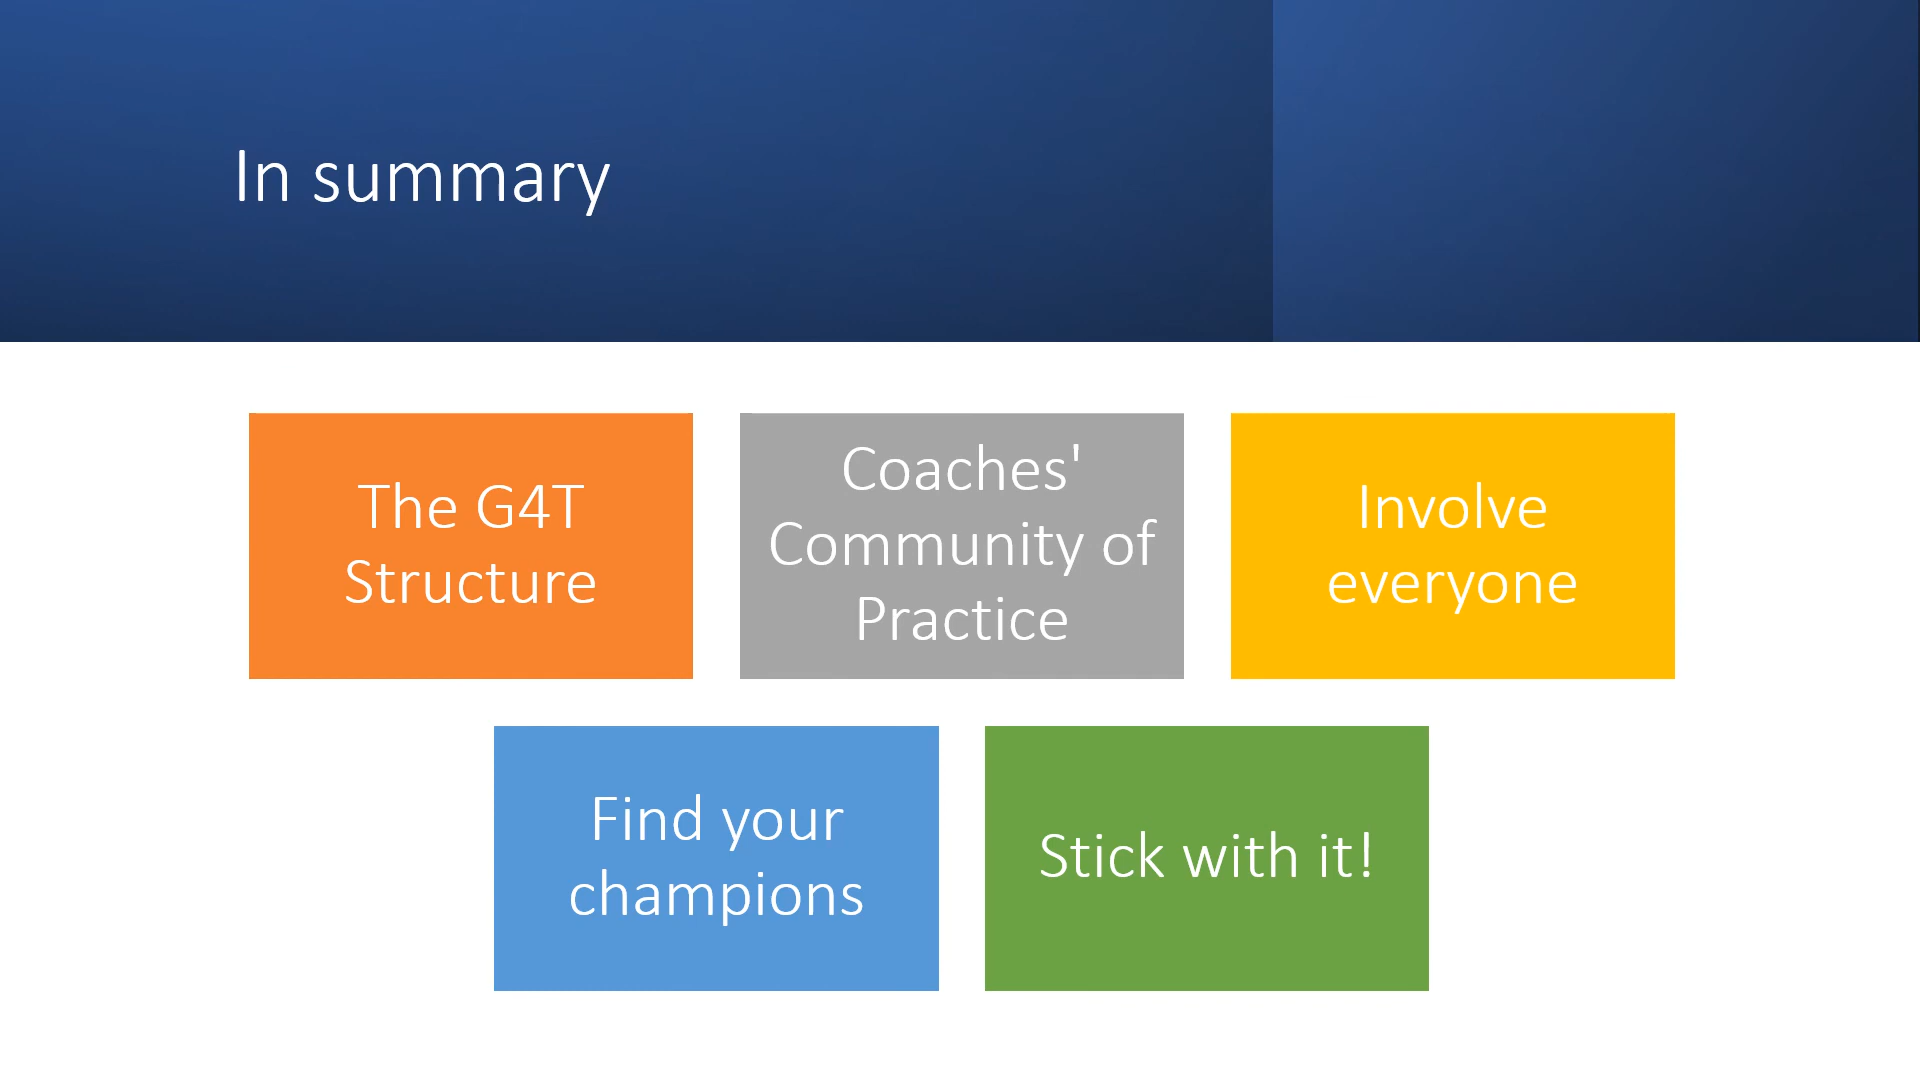 In summary
The G4T
Structure
Coaches'
Community of
Practice
Involve
everyone
Find your
champions
Stick with it!